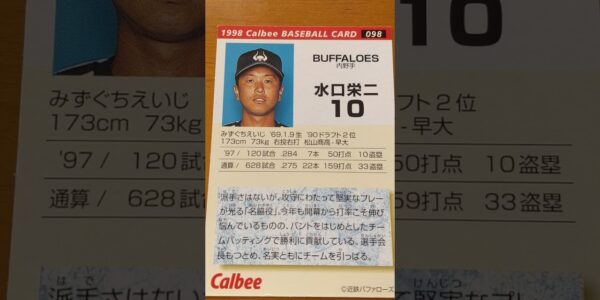 1998 Calbee BASEBALL CARD 098
BUFFALOES
内野手
水口栄二
10
みずぐちえいじ '69.1.9生 '90ドラフト2位
173cm 73kg 右投右打 松山商高-早大
'97/ 120試合 .284 7本 50打点 10盗塁
通算/ 628試合 .275 22本 159打点 33盗塁
派手さはないが、攻守にわたって堅実なプレー
が光る「名脇役」。今年も開幕から打率こそ伸び
悩んでいるものの、バントをはじめとしたチー
ムバッティングで勝利に貢献している。選手会
長もつとめ、名実ともにチームを引っぱる。
Calbee
©近鉄バファローズ